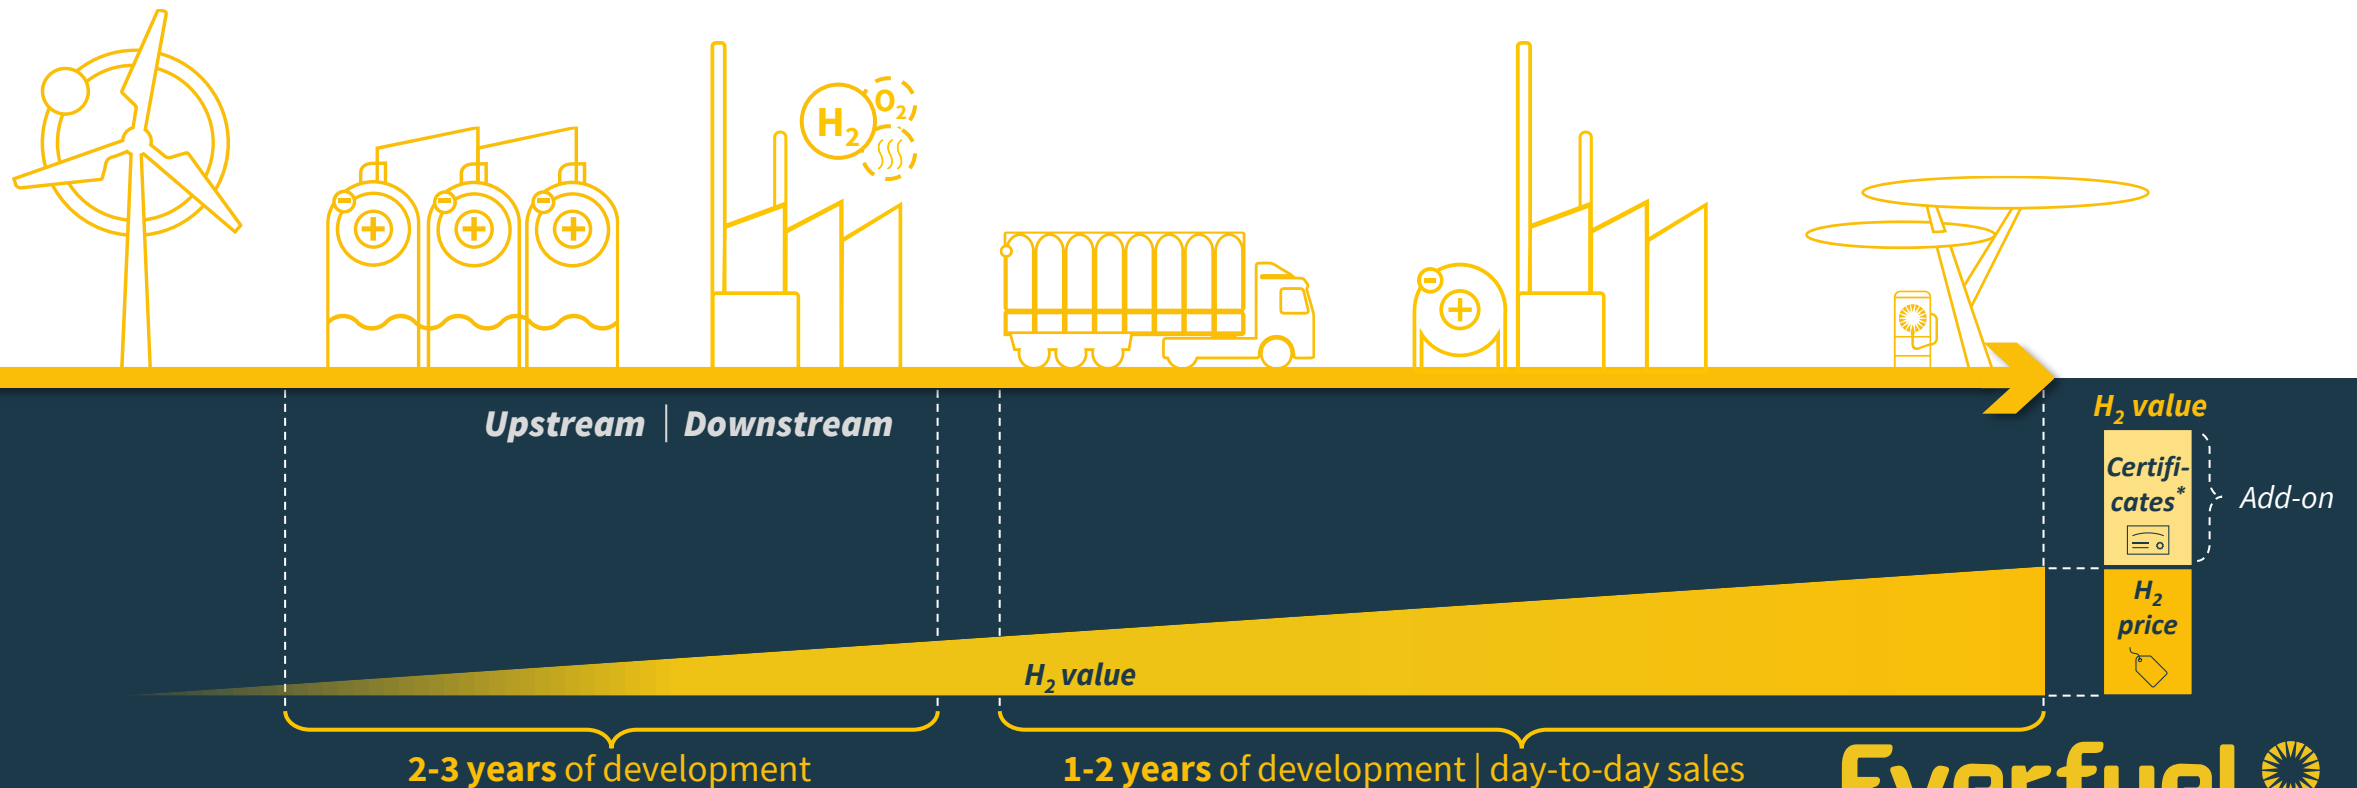 H₂
O₂
Upstream | Downstream
H₂ value
Certifi-
cates*
Add-on
H₂
price
H₂ value
2-3 years of development
1-2 years of development | day-to-day sales
Everfuel